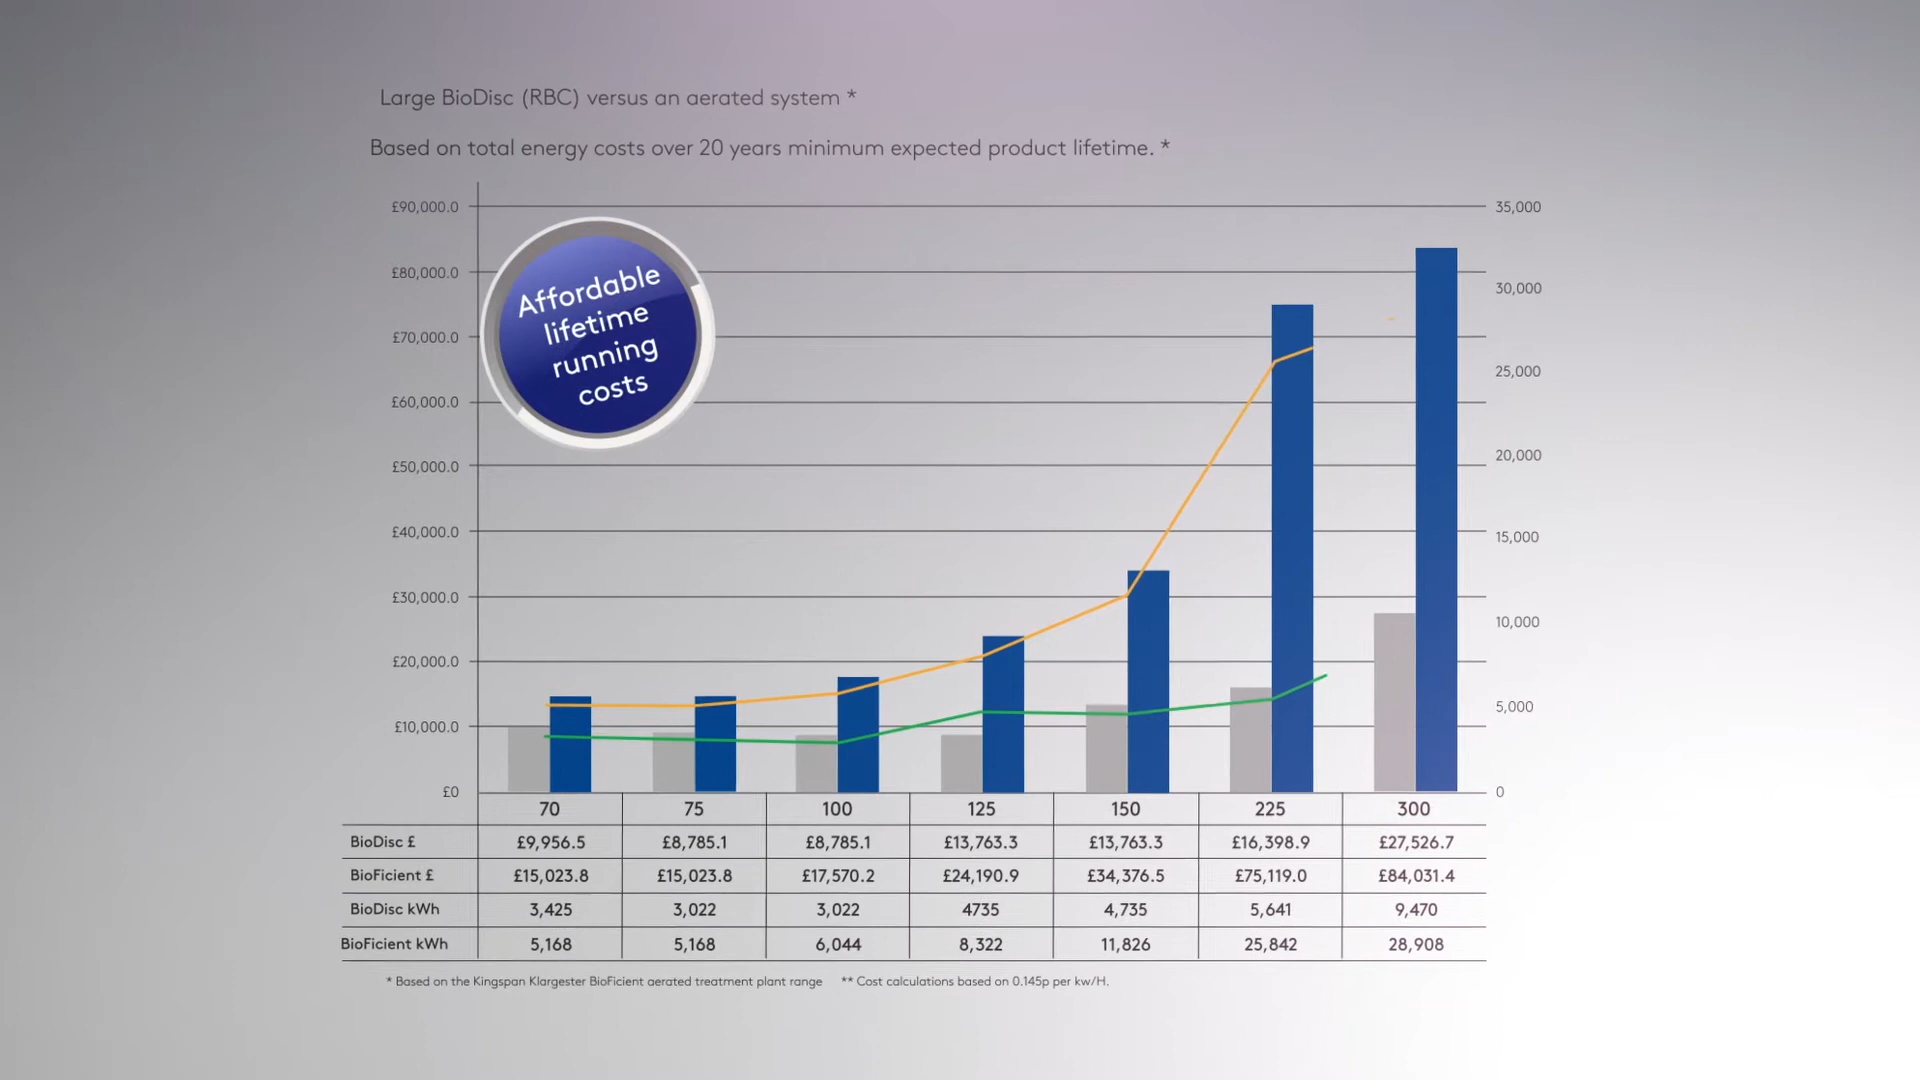 Large BioDisc (RBC) versus an aerated system *
Based on total energy costs over 20 years minimum expected product lifetime. *
£90,000.0
£80,000.0
£70,000.0
£60,000.0
£50,000.0
£40,000.0
£30,000.0
£20,000.0
£10,000.0
£0
Affordable
lifetime
running
costs
35,000
30,000
25,000
20,000
15,000
10,000
5,000
0
70 75 100 125 150 225 300
BioDisc £ £9,956.5 £8,785.1 £8,785.1 £13,763.3 £13,763.3 £16,398.9 £27,526.7
BioFicient £ £15,023.8 £15,023.8 £17,570.2 £24,190.9 £34,376.5 £75,119.0 £84,031.4
BioDisc kWh 3,425 3,022 3,022 4735 4,735 5,641 9,470
BioFicient kWh 5,168 5,168 6,044 8,322 11,826 25,842 28,908
* Based on the Kingspan Klargester BioFicient aerated treatment plant range ** Cost calculations based on 0.145p per kw/H.